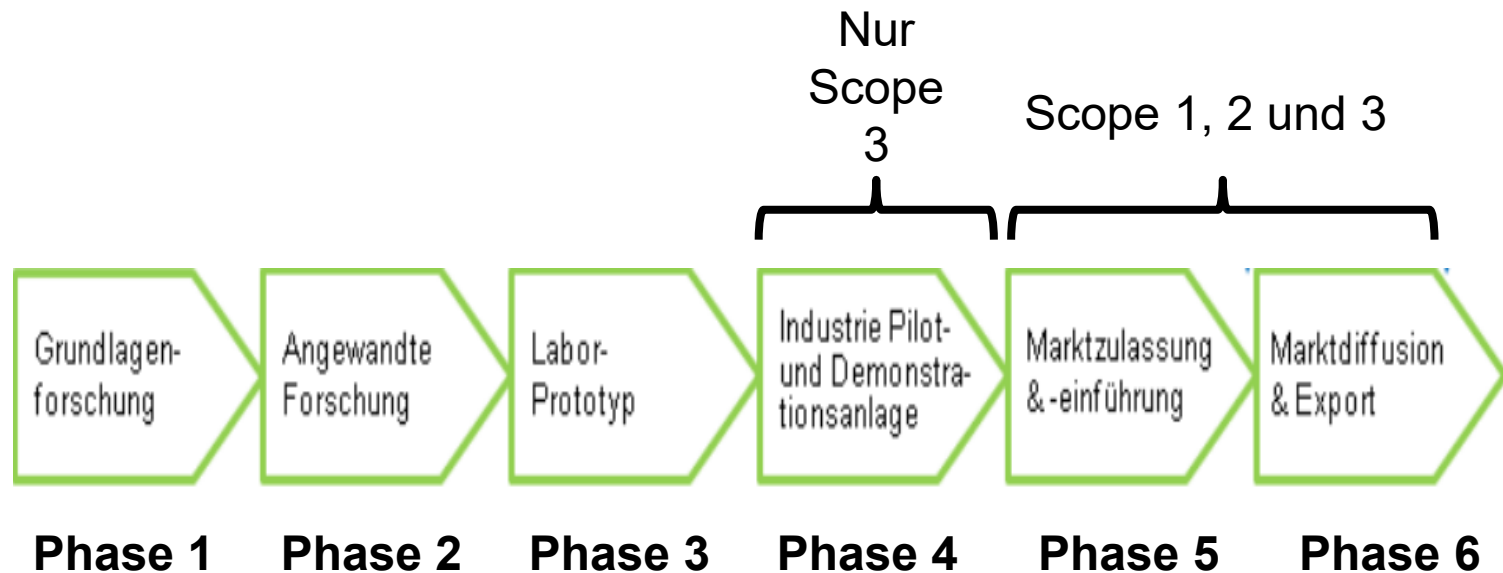 Nur
Scope
3
Scope 1, 2 und 3
Grundlagen-
forschung
Angewandte
Forschung
Labor-
Prototyp
Industrie Pilot-
und Demonstra-
tionsanlage
Marktzulassung
& -einführung
Marktdiffusion
& Export
Phase 1
Phase 2
Phase 3
Phase 4
Phase 5
Phase 6